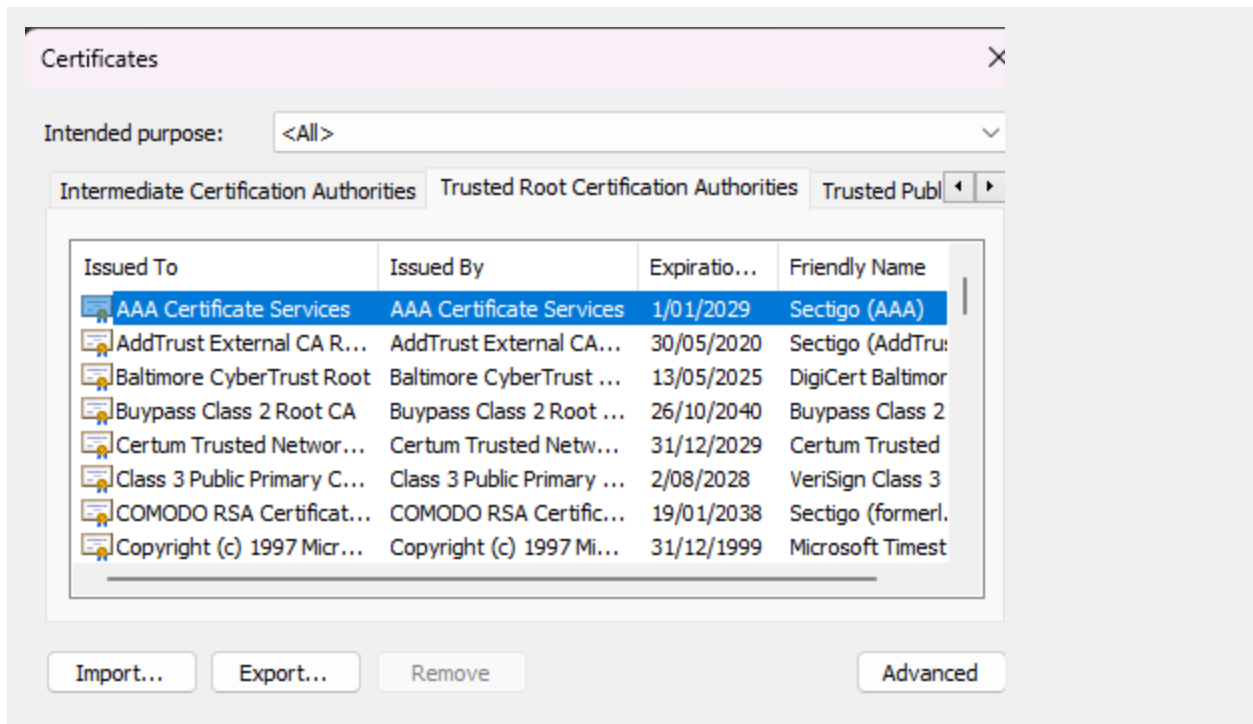 Certificates
Intended purpose: <All>
Intermediate Certification Authorities Trusted Root Certification Authorities Trusted Publ
Issued To Issued By Expiratio... Friendly Name
AAA Certificate Services AAA Certificate Services 1/01/2029 Sectigo (AAA)
AddTrust External CA R... AddTrust External CA... 30/05/2020 Sectigo (AddTru
Baltimore CyberTrust Root Baltimore CyberTrust ... 13/05/2025 DigiCert Baltimor
Buypass Class 2 Root CA Buypass Class 2 Root ... 26/10/2040 Buypass Class 2
Certum Trusted Networ... Certum Trusted Netw... 31/12/2029 Certum Trusted
Class 3 Public Primary C... Class 3 Public Primary ... 2/08/2028 VeriSign Class 3
COMODO RSA Certificat... COMODO RSA Certific... 19/01/2038 Sectigo (formerl.
Copyright (c) 1997 Micr... Copyright (c) 1997 Mi... 31/12/1999 Microsoft Timest
Import... Export... Remove Advanced